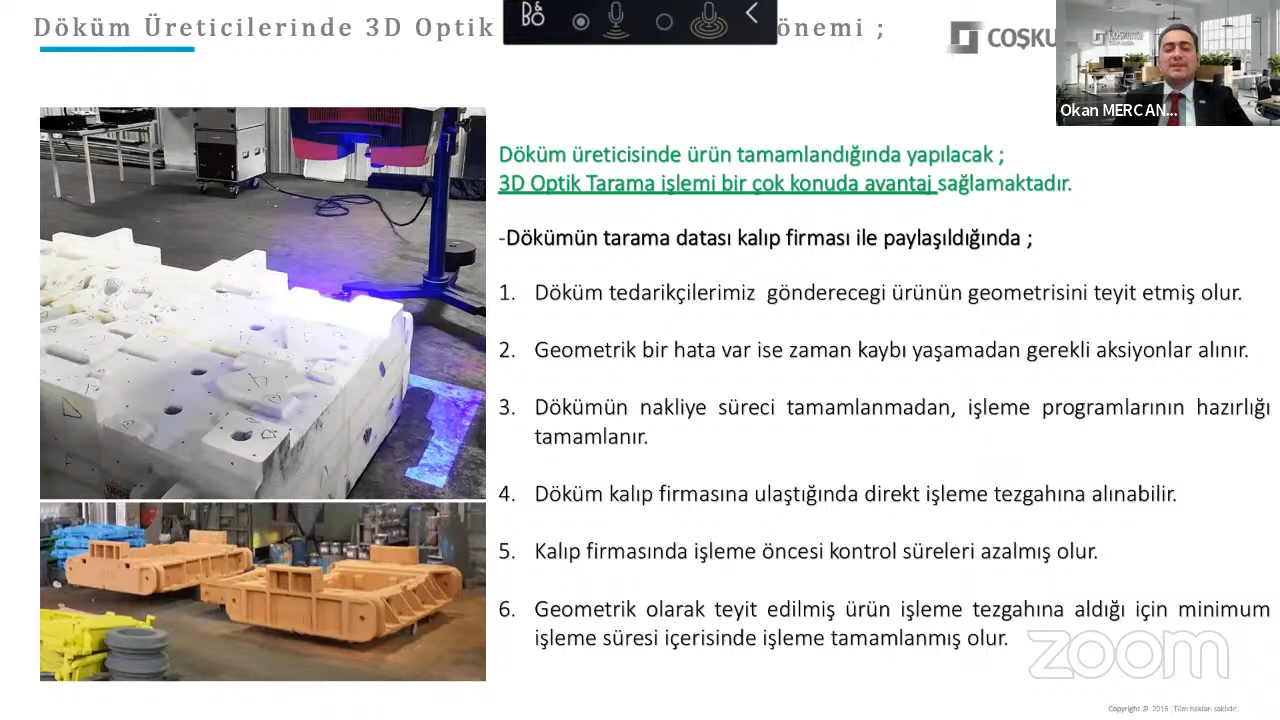 Döküm Üreticilerinde 3D Optik önemi ;
B&O
COŞKU
Okan MERCAN...
Döküm üreticisinde ürün tamamlandığında yapılacak ;
3D Optik Tarama işlemi bir çok konuda avantaj sağlamaktadır.
-Dökümün tarama datası kalıp firması ile paylaşıldığında ;
1. Döküm tedarikçilerimiz gönderecegi ürünün geometrisini teyit etmiş olur.
2. Geometrik bir hata var ise zaman kaybı yaşamadan gerekli aksiyonlar alınır.
3. Dökümün nakliye süreci tamamlanmadan, işleme programlarının hazırlığı
tamamlanır.
4. Döküm kalıp firmasına ulaştığında direkt işleme tezgahına alınabilir.
5. Kalıp firmasında işleme öncesi kontrol süreleri azalmış olur.
6. Geometrik olarak teyit edilmiş ürün işleme tezgahına aldığı için minimum
işleme süresi içerisinde işleme tamamlanmış olur.
zoom
Copyright © 2016 Tüm hakları saklıdır.